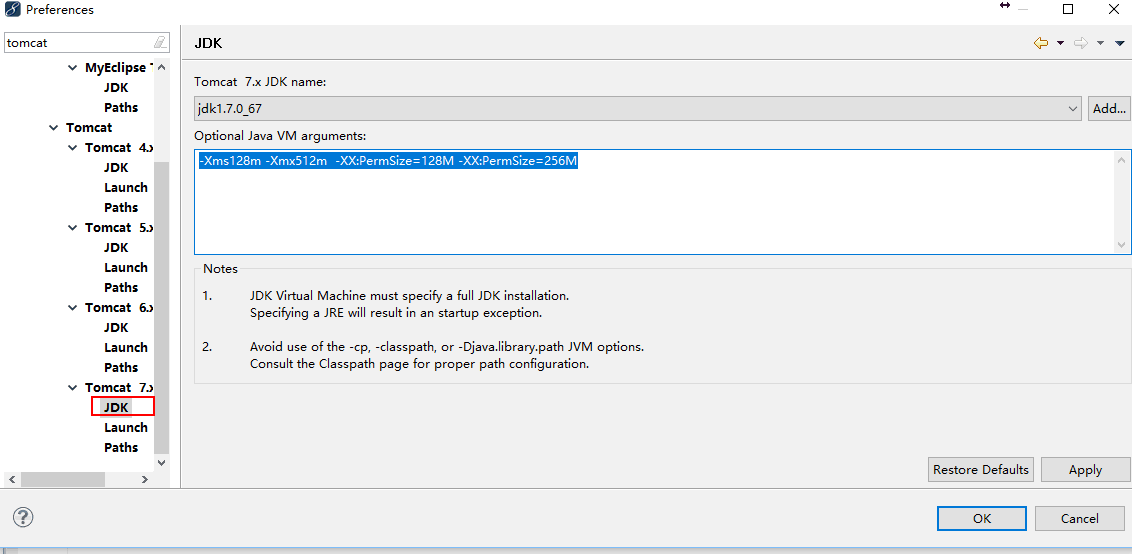 Preferences
tomcat
MyEclipse
JDK
Paths
Tomcat
Tomcat 4.x
JDK
Launch
Paths
Tomcat 5.x
JDK
Launch
Paths
Tomcat 6.x
JDK
Launch
Paths
Tomcat 7.x
JDK
Launch
Paths
JDK
Tomcat 7.x JDK name:
jdk1.7.0_67
Add...
Optional Java VM arguments:
-Xms128m -Xmx512m -XX:PermSize=128M -XX:PermSize=256M
Notes
1. JDK Virtual Machine must specify a full JDK installation.
Specifying a JRE will result in an startup exception.
2. Avoid use of the -cp, -classpath, or -Djava.library.path JVM options.
Consult the Classpath page for proper path configuration.
Restore Defaults
Apply
?
OK
Cancel